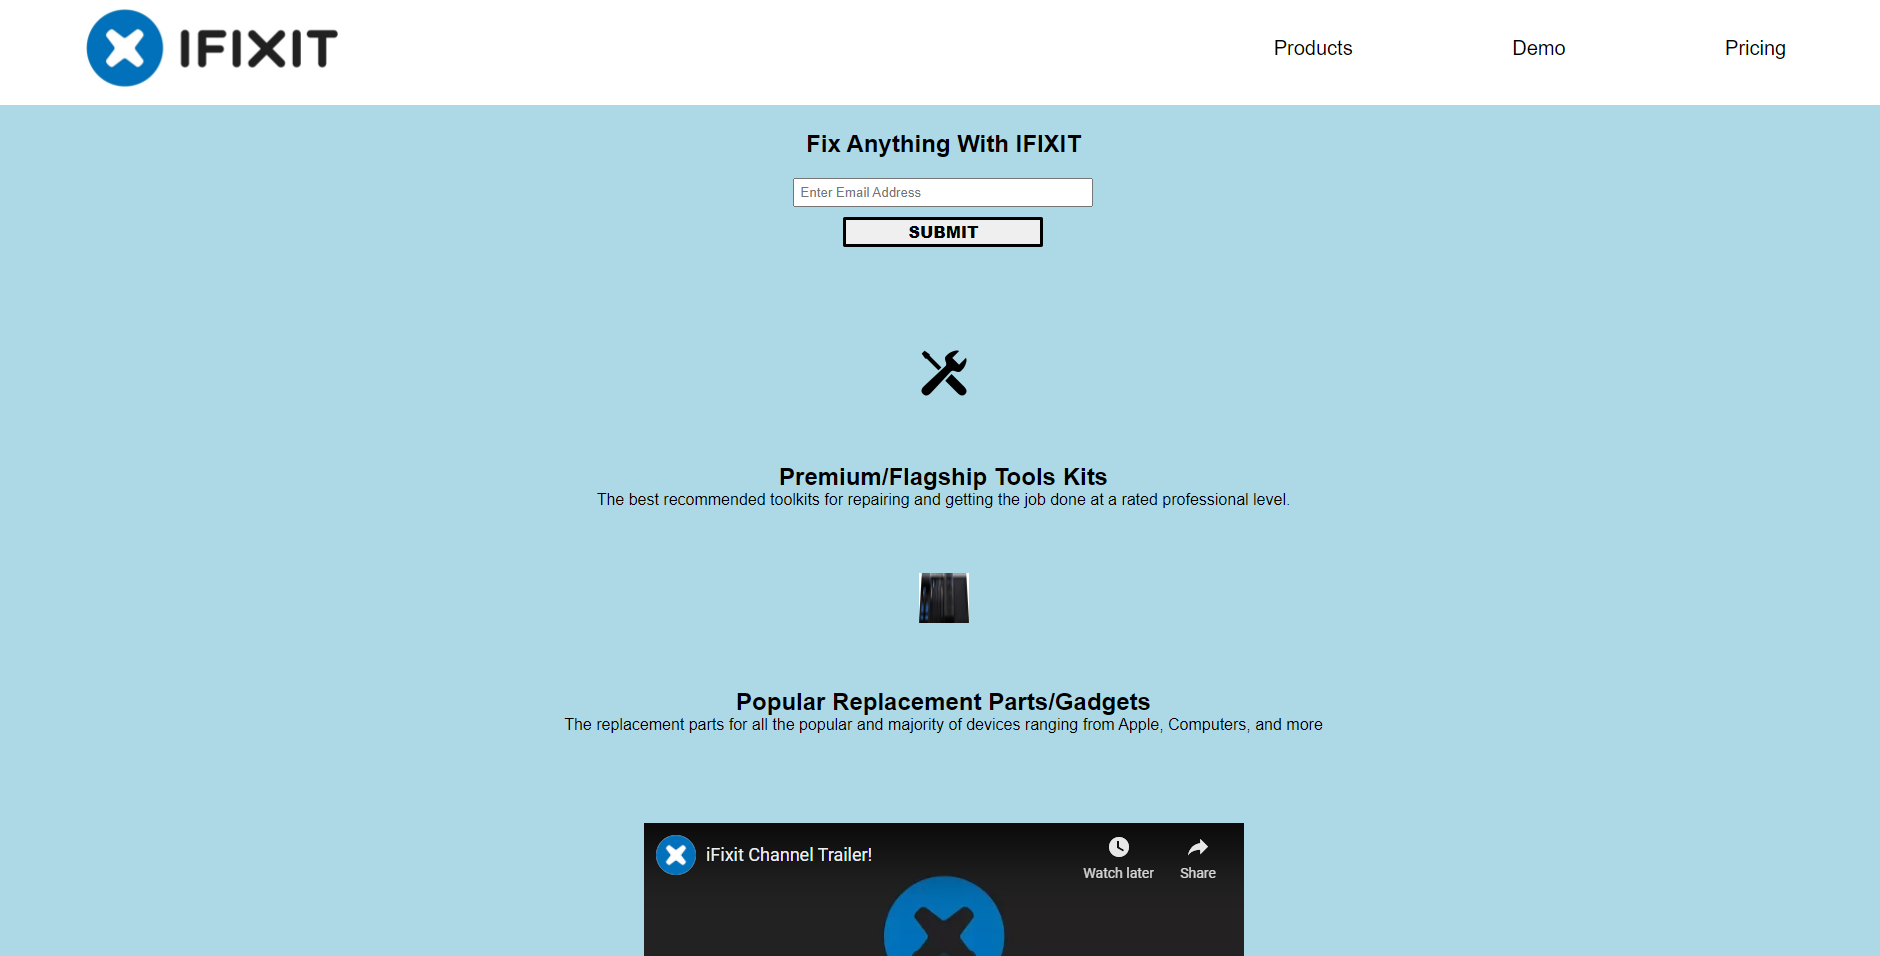 IFIXIT
Products
Demo
Pricing
Fix Anything With IFIXIT
Enter Email Address
SUBMIT
Premium/Flagship Tools Kits
The best recommended toolkits for repairing and getting the job done at a rated professional level.
Popular Replacement Parts/Gadgets
The replacement parts for all the popular and majority of devices ranging from Apple, Computers, and more
iFixit Channel Trailer!
Watch later
Share